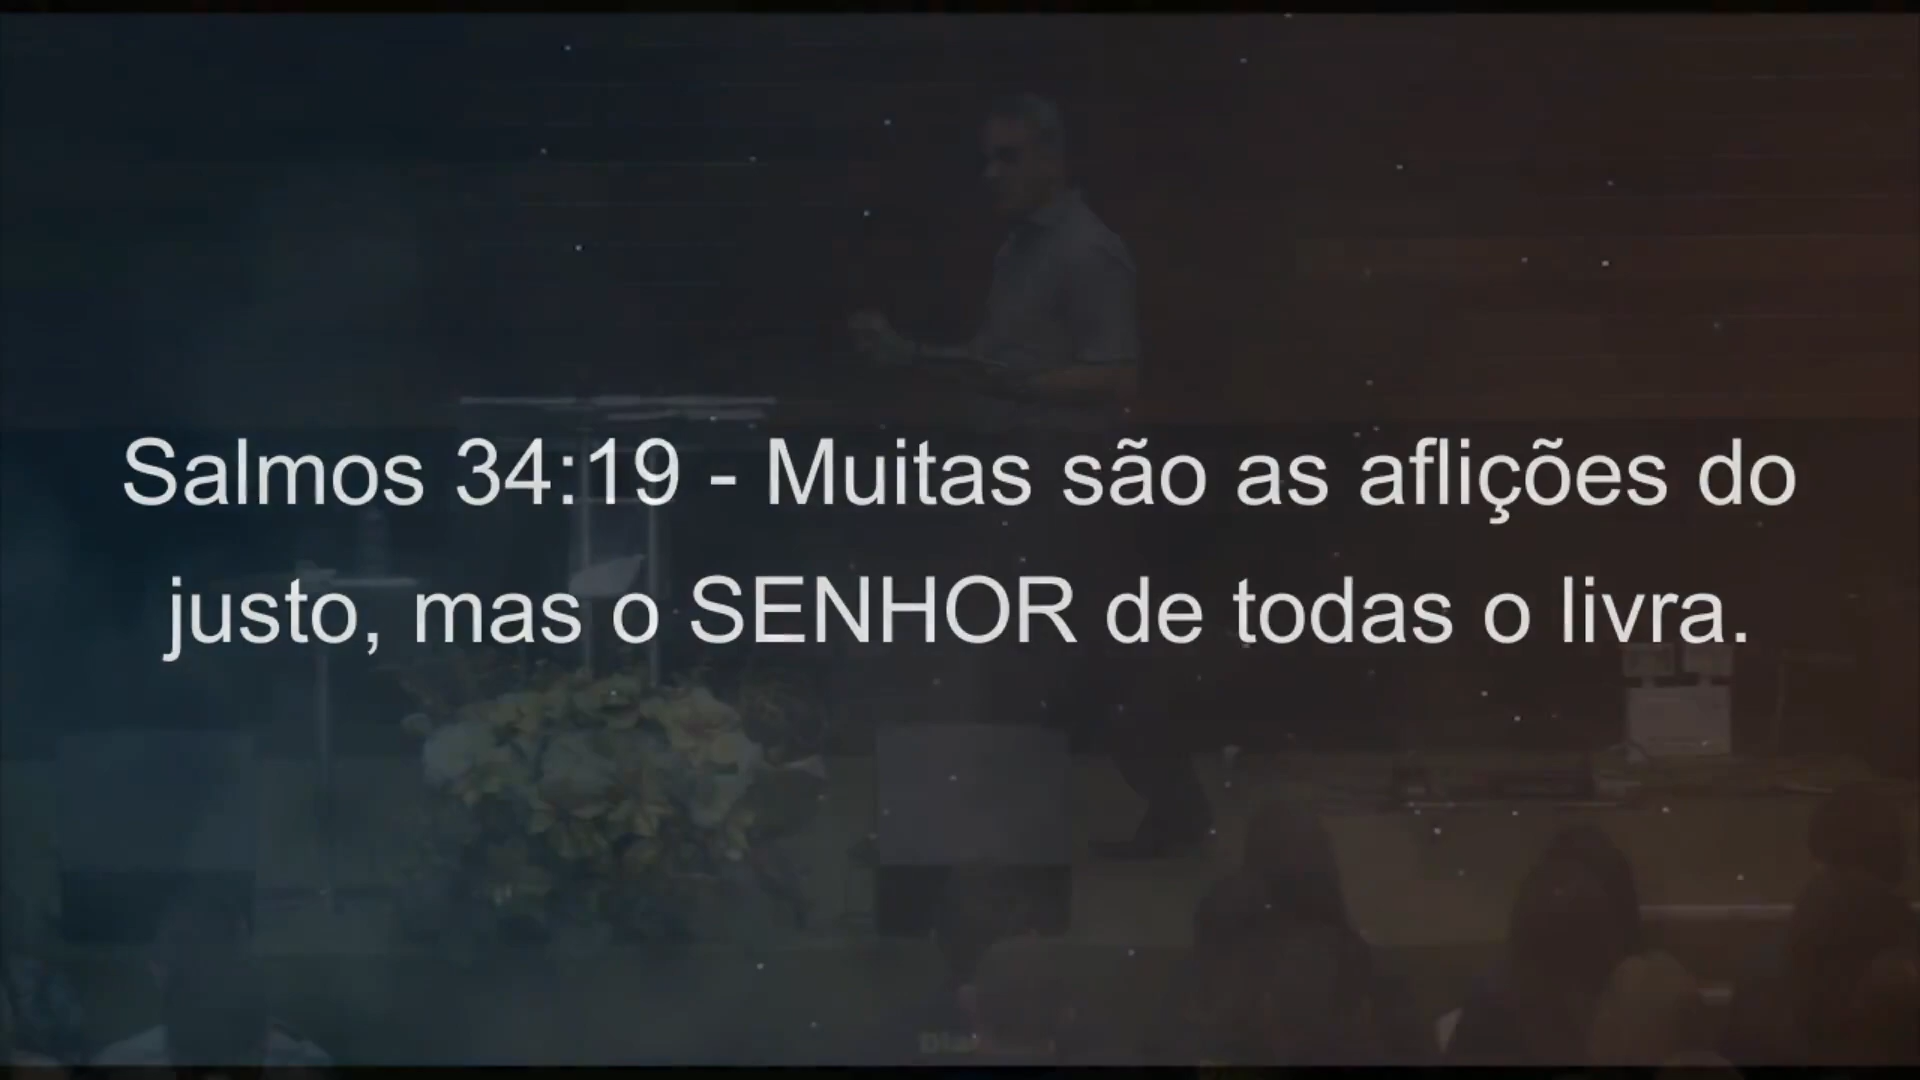 Salmos 34:19 - Muitas são as aflições do
justo, mas o SENHOR de todas o livra.